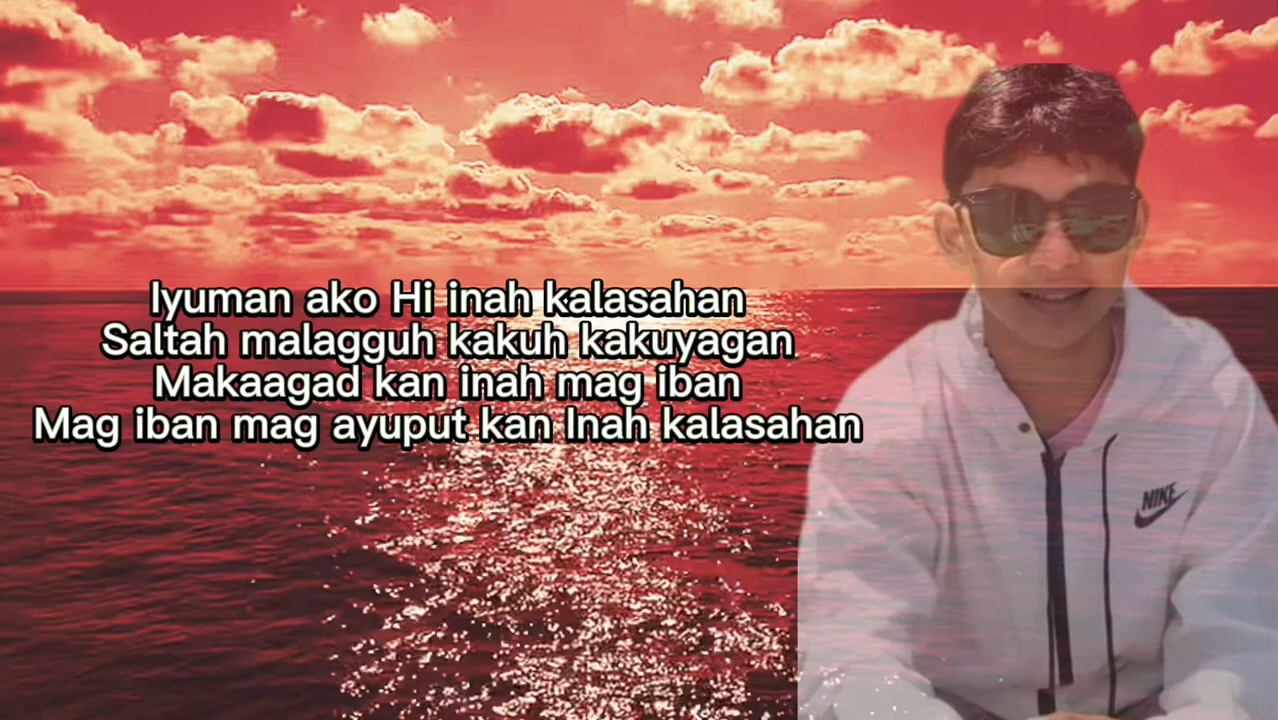 Iyuman ako Hi inah kalasahan
Saltah malagguh kakuh kakuyagan
Makaagad kan inah mag iban
Mag iban mag ayuput kan Inah kalasahan
NIKE